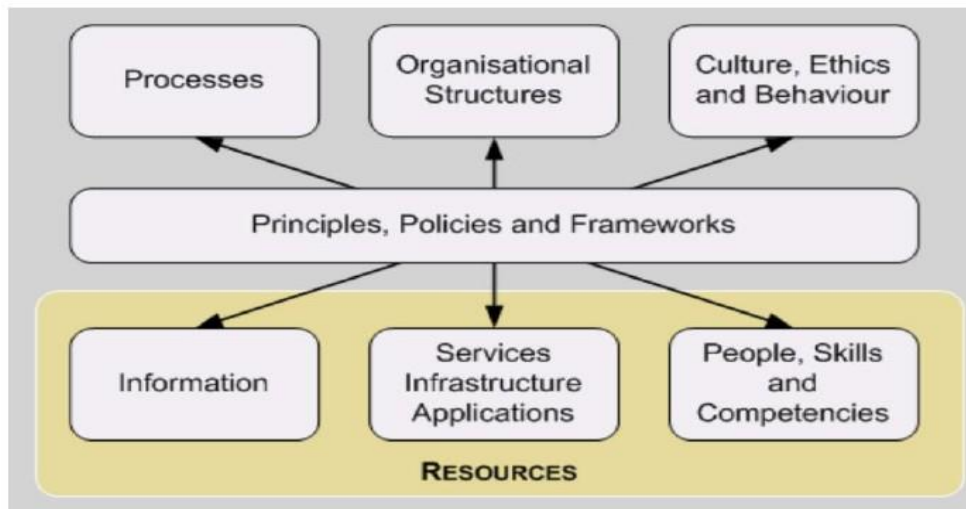 Processes
Organisational
Structures
Culture, Ethics
and Behaviour
Principles, Policies and Frameworks
Information
Services
Infrastructure
Applications
People, Skills
and
Competencies
RESOURCES